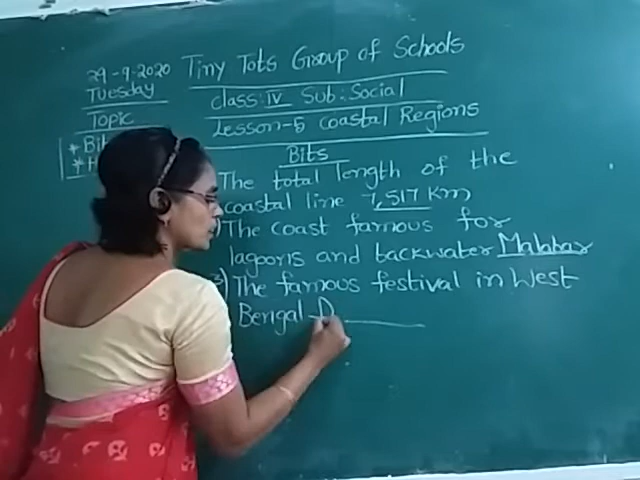 29-9-2020 Tiny Tots Group of Schools
Tuesday
Class: IV Sub: Social
Topic
Lesson-5 Coastal Regions
* Bit
* H
Bits
The total length of the
coastal line 7,517 Km
) The coast famous for
lagoons and backwater Malabar
3) The famous festival in West
Bengal D